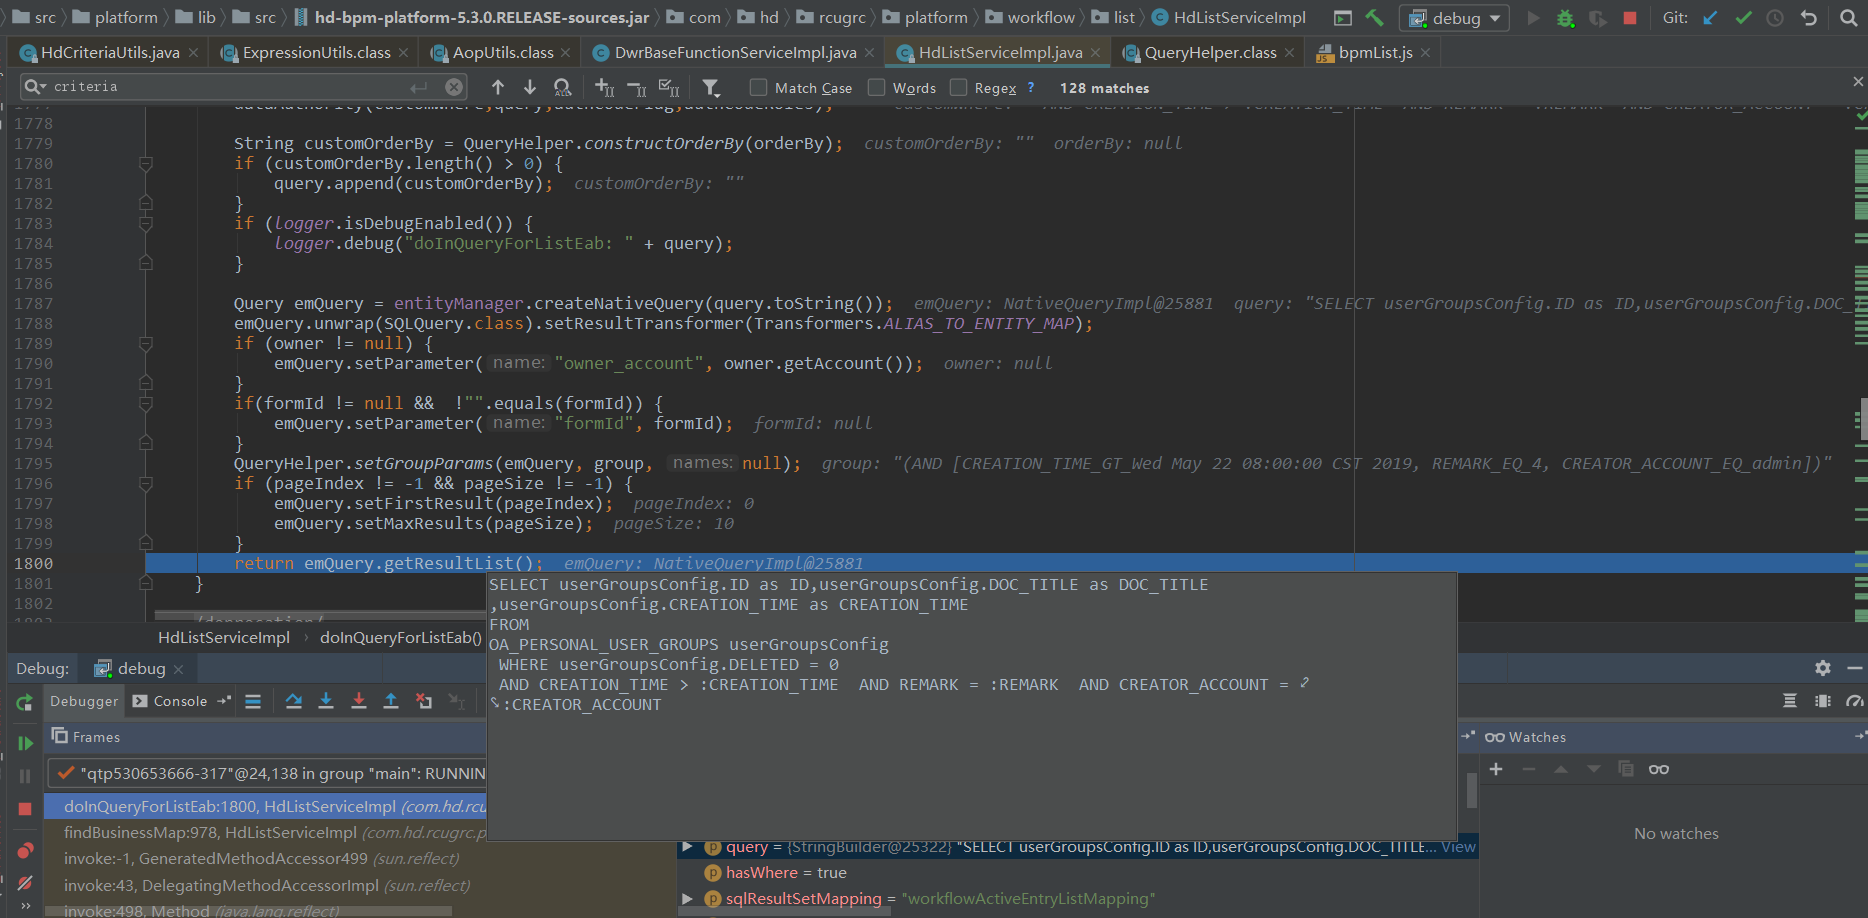 src platform lib src hd-bpm-platform-5.3.0.RELEASE-sources.jar com hd rcugrc platform workflow list HdListServiceImpl debug Git:
HdCriteriaUtils.java ExpressionUtils.class AopUtils.class DwrBaseFunctionServiceImpl.java HdListServiceImpl.java QueryHelper.class bpmList.js
criteria Match Case Words Regex ? 128 matches
1778
1779 String customOrderBy = QueryHelper.constructOrderBy(orderBy); customOrderBy: "" orderBy: null
1780 if (customOrderBy.length() > 0) {
1781 query.append(customOrderBy); customOrderBy: ""
1782 }
1783 if (logger.isDebugEnabled()) {
1784 logger.debug("doInQueryForListEab: " + query);
1785 }
1786
1787 Query emQuery = entityManager.createNativeQuery(query.toString()); emQuery: NativeQueryImpl@25881 query: "SELECT userGroupsConfig.ID as ID,userGroupsConfig.DOC_
1788 emQuery.unwrap(SQLQuery.class).setResultTransformer(Transformers.ALIAS_TO_ENTITY_MAP);
1789 if (owner != null) {
1790 emQuery.setParameter( name: "owner_account", owner.getAccount()); owner: null
1791 }
1792 if(formId != null && !"".equals(formId)) {
1793 emQuery.setParameter( name: "formId", formId); formId: null
1794 }
1795 QueryHelper.setGroupParams(emQuery, group, names: null); group: "(AND [CREATION_TIME_GT_Wed May 22 08:00:00 CST 2019, REMARK_EQ_4, CREATOR_ACCOUNT_EQ_admin])"
1796 if (pageIndex != -1 && pageSize != -1) {
1797 emQuery.setFirstResult(pageIndex); pageIndex: 0
1798 emQuery.setMaxResults(pageSize); pageSize: 10
1799 }
1800 return emQuery.getResultList(); emQuery: NativeQueryImpl@25881
1801 }
1802
SELECT userGroupsConfig.ID as ID,userGroupsConfig.DOC_TITLE as DOC_TITLE
,userGroupsConfig.CREATION_TIME as CREATION_TIME
FROM
OA_PERSONAL_USER_GROUPS userGroupsConfig
WHERE userGroupsConfig.DELETED = 0
AND CREATION_TIME > :CREATION_TIME AND REMARK = :REMARK AND CREATOR_ACCOUNT =
:CREATOR_ACCOUNT
HdListServiceImpl › doInQueryForListEab()
Debug: debug
Debugger Console
Frames
Watches
"qtp530653666-317"@24,138 in group "main": RUNNIN
doInQueryForListEab:1800, HdListServiceImpl (com.hd.rcu
findBusinessMap:978, HdListServiceImpl (com.hd.rcugrc.p
invoke:-1, GeneratedMethodAccessor499 (sun.reflect)
invoke:43, DelegatingMethodAccessorImpl (sun.reflect)
invoke:498, Method (java.lang.reflect)
query = {StringBuilder@25322} "SELECT userGroupsConfig.ID as ID,userGroupsConfig.DOC_TITLE... View
hasWhere = true
sqlResultSetMapping = "workflowActiveEntryListMapping"
No watches